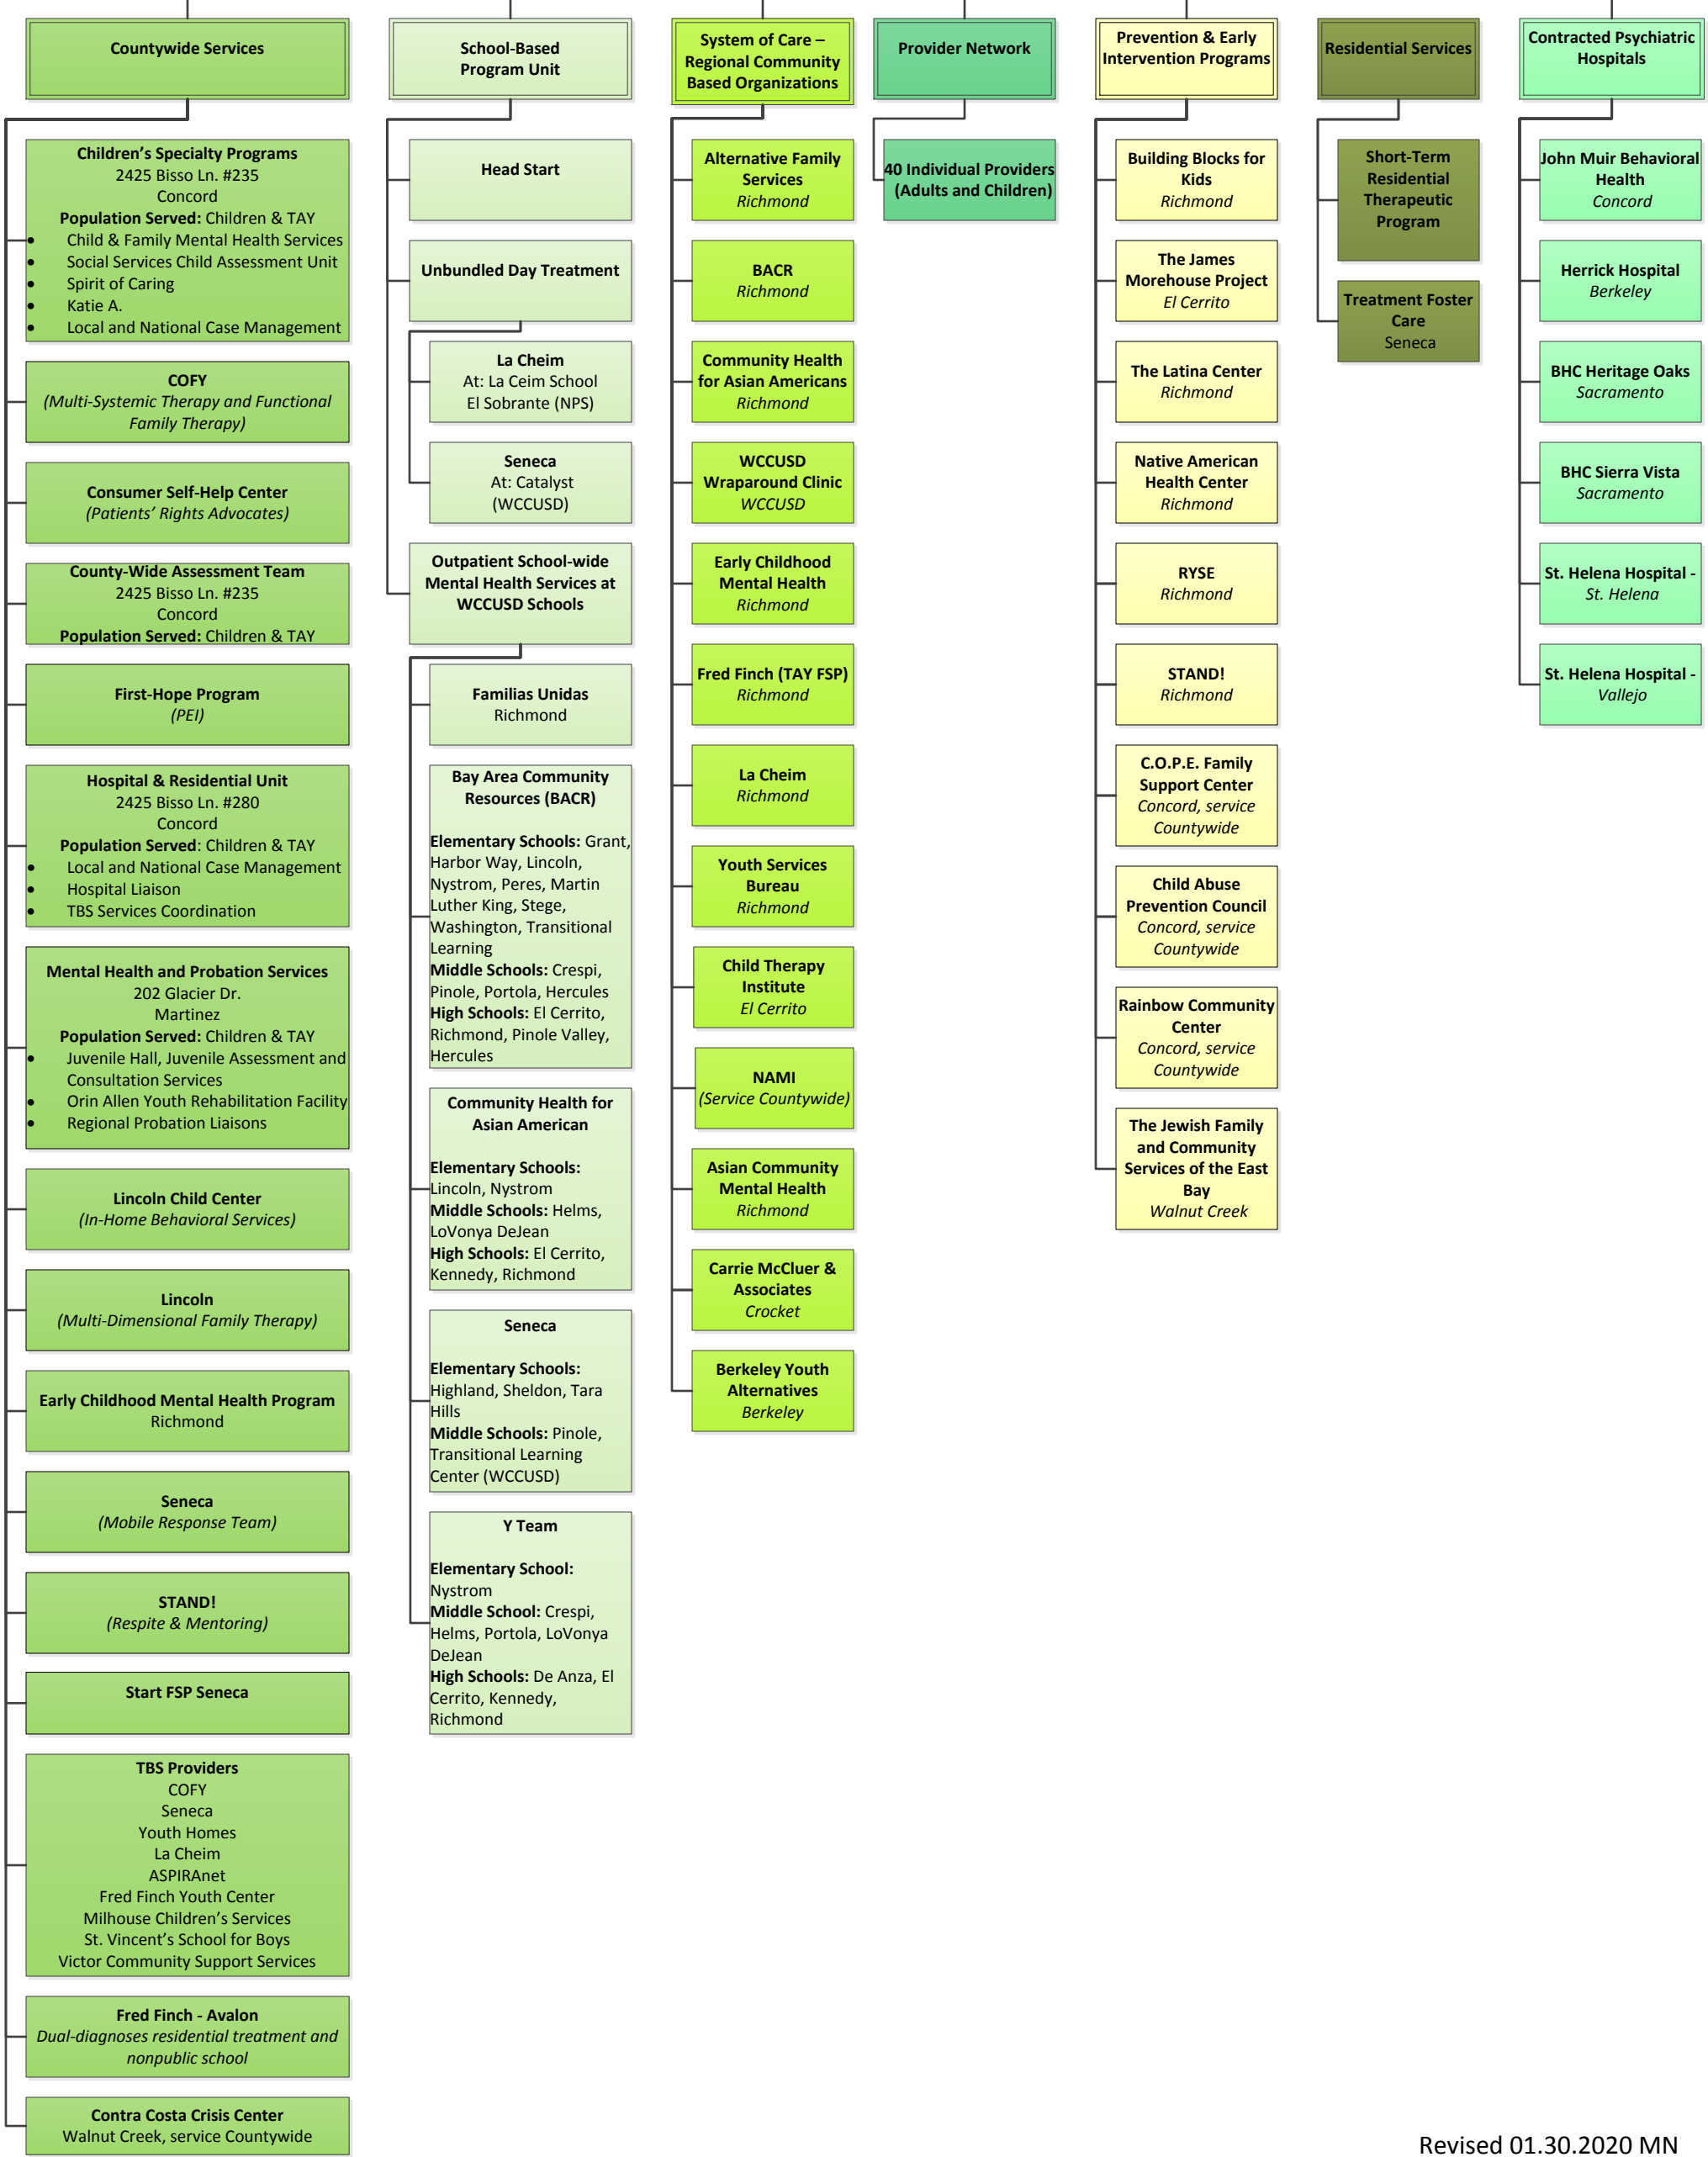 Countywide Services
Children's Specialty Programs
2425 Bisso Ln. #235
Concord
Population Served: Children & TAY
• Child & Family Mental Health Services
• Social Services Child Assessment Unit
• Spirit of Caring
• Katie A.
• Local and National Case Management
COFY
(Multi-Systemic Therapy and Functional
Family Therapy)
Consumer Self-Help Center
(Patients' Rights Advocates)
County-Wide Assessment Team
2425 Bisso Ln. #235
Concord
Population Served: Children & TAY
First-Hope Program
(PEI)
Hospital & Residential Unit
2425 Bisso Ln. #280
Concord
Population Served: Children & TAY
• Local and National Case Management
• Hospital Liaison
• TBS Services Coordination
Mental Health and Probation Services
202 Glacier Dr.
Martinez
Population Served: Children & TAY
• Juvenile Hall, Juvenile Assessment and
Consultation Services
• Orin Allen Youth Rehabilitation Facility
• Regional Probation Liaisons
Lincoln Child Center
(In-Home Behavioral Services)
Lincoln
(Multi-Dimensional Family Therapy)
Early Childhood Mental Health Program
Richmond
Seneca
(Mobile Response Team)
STAND!
(Respite & Mentoring)
Start FSP Seneca
TBS Providers
COFY
Seneca
Youth Homes
La Cheim
ASPIRAnet
Fred Finch Youth Center
Milhouse Children's Services
St. Vincent's School for Boys
Victor Community Support Services
Fred Finch - Avalon
Dual-diagnoses residential treatment and
nonpublic school
Contra Costa Crisis Center
Walnut Creek, service Countywide
School-Based
Program Unit
Head Start
Unbundled Day Treatment
La Cheim
At: La Ceim School
El Sobrante (NPS)
Seneca
At: Catalyst
(WCCUSD)
Outpatient School-wide
Mental Health Services at
WCCUSD Schools
Familias Unidas
Richmond
Bay Area Community
Resources (BACR)
Elementary Schools: Grant,
Harbor Way, Lincoln,
Nystrom, Peres, Martin
Luther King, Stege,
Washington, Transitional
Learning
Middle Schools: Crespi,
Pinole, Portola, Hercules
High Schools: El Cerrito,
Richmond, Pinole Valley,
Hercules
Community Health for
Asian American
Elementary Schools:
Lincoln, Nystrom
Middle Schools: Helms,
LoVonya DeJean
High Schools: El Cerrito,
Kennedy, Richmond
Seneca
Elementary Schools:
Highland, Sheldon, Tara
Hills
Middle Schools: Pinole,
Transitional Learning
Center (WCCUSD)
Y Team
Elementary School:
Nystrom
Middle School: Crespi,
Helms, Portola, LoVonya
DeJean
High Schools: De Anza, El
Cerrito, Kennedy,
Richmond
System of Care –
Regional Community
Based Organizations
Alternative Family
Services
Richmond
BACR
Richmond
Community Health
for Asian Americans
Richmond
WCCUSD
Wraparound Clinic
WCCUSD
Early Childhood
Mental Health
Richmond
Fred Finch (TAY FSP)
Richmond
La Cheim
Richmond
Youth Services
Bureau
Richmond
Child Therapy
Institute
El Cerrito
NAMI
(Service Countywide)
Asian Community
Mental Health
Richmond
Carrie McCluer &
Associates
Crocket
Berkeley Youth
Alternatives
Berkeley
Provider Network
40 Individual Providers
(Adults and Children)
Prevention & Early
Intervention Programs
Building Blocks for
Kids
Richmond
The James
Morehouse Project
El Cerrito
The Latina Center
Richmond
Native American
Health Center
Richmond
RYSE
Richmond
STAND!
Richmond
C.O.P.E. Family
Support Center
Concord, service
Countywide
Child Abuse
Prevention Council
Concord, service
Countywide
Rainbow Community
Center
Concord, service
Countywide
The Jewish Family
and Community
Services of the East
Bay
Walnut Creek
Residential Services
Short-Term
Residential
Therapeutic
Program
Treatment Foster
Care
Seneca
Contracted Psychiatric
Hospitals
John Muir Behavioral
Health
Concord
Herrick Hospital
Berkeley
BHC Heritage Oaks
Sacramento
BHC Sierra Vista
Sacramento
St. Helena Hospital -
St. Helena
St. Helena Hospital -
Vallejo
Revised 01.30.2020 MN